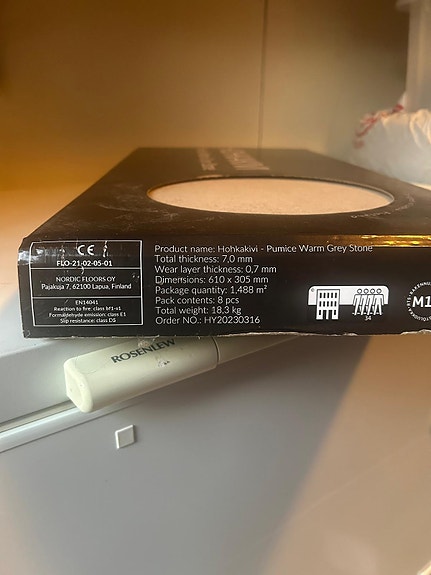 CE
FLO-21-02-05-01
NORDIC FLOORS OY
Pajakuja 7, 62100 Lapua, Finland
EN14041
Reaction to fire: class bf1-s1
Formaldehyde emission: class E1
Slip resistance: class DS
Product name: Hohkakivi - Pumice Warm Grey Stone
Total thickness: 7,0 mm
Wear layer thickness: 0,7 mm
Dimensions: 610 x 305 mm
Package quantity: 1,488 m²
Pack contents: 8 pcs
Total weight: 18,3 kg
Order NO.: HY20230316
34
M1
ROSENLEW